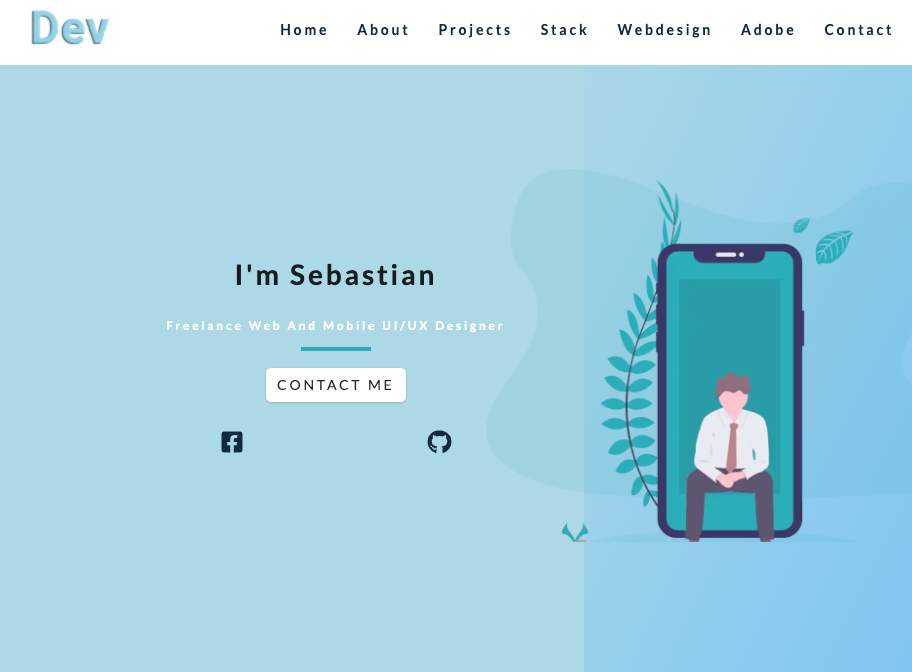 Dev
Home About Projects Stack Webdesign Adobe Contact
I'm Sebastian
Freelance Web And Mobile UI/UX Designer
CONTACT ME